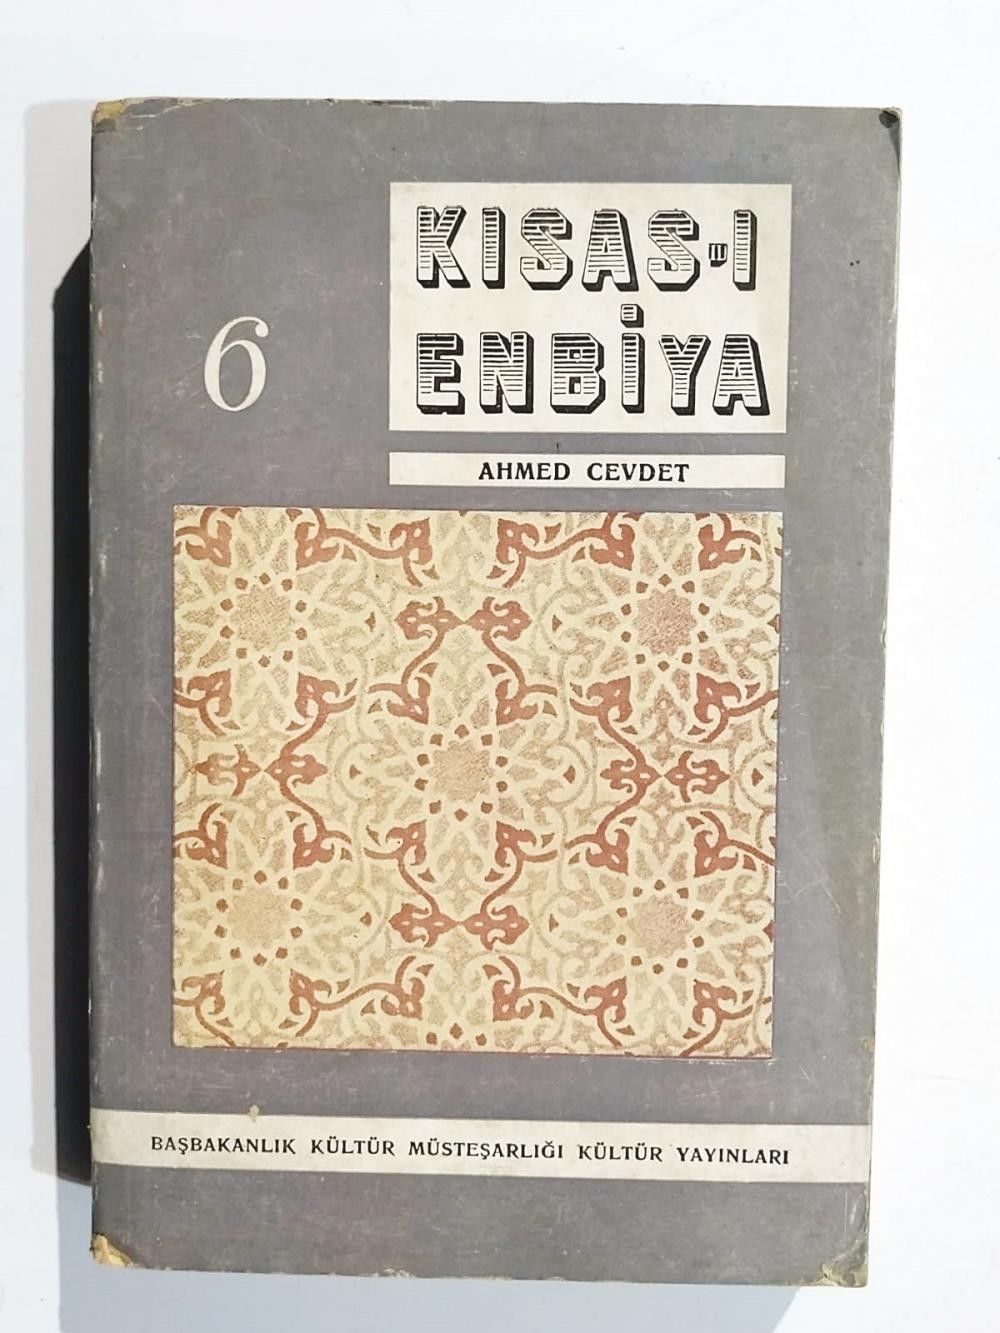 6
KISAS-I
ENBİYA
AHMED CEVDET
BAŞBAKANLIK KÜLTÜR MÜSTEŞARLIĞI KÜLTÜR YAYINLARI